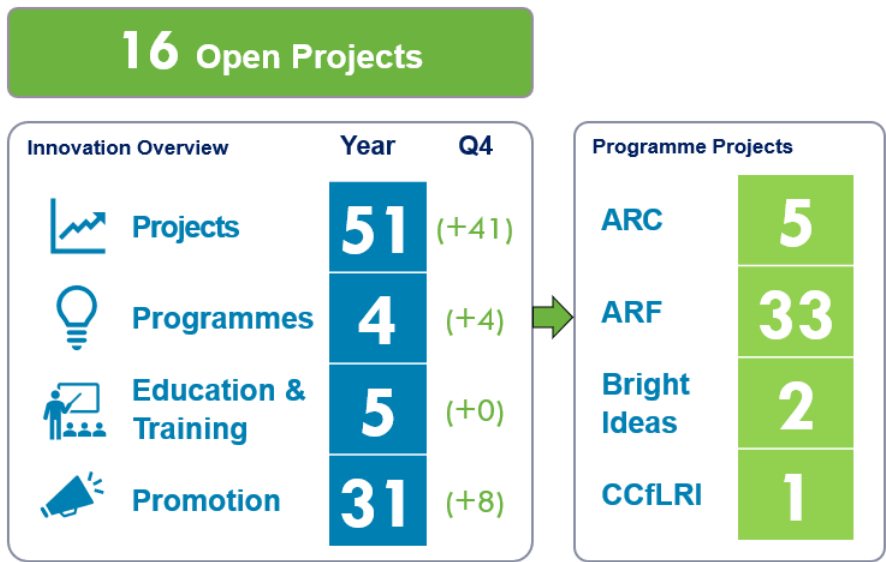 16 Open Projects
Innovation Overview Year Q4
Projects 51 (+41)
Programmes 4 (+4)
Education &
Training 5 (+0)
Promotion 31 (+8)
Programme Projects
ARC 5
ARF 33
Bright
Ideas 2
CCfLRI 1